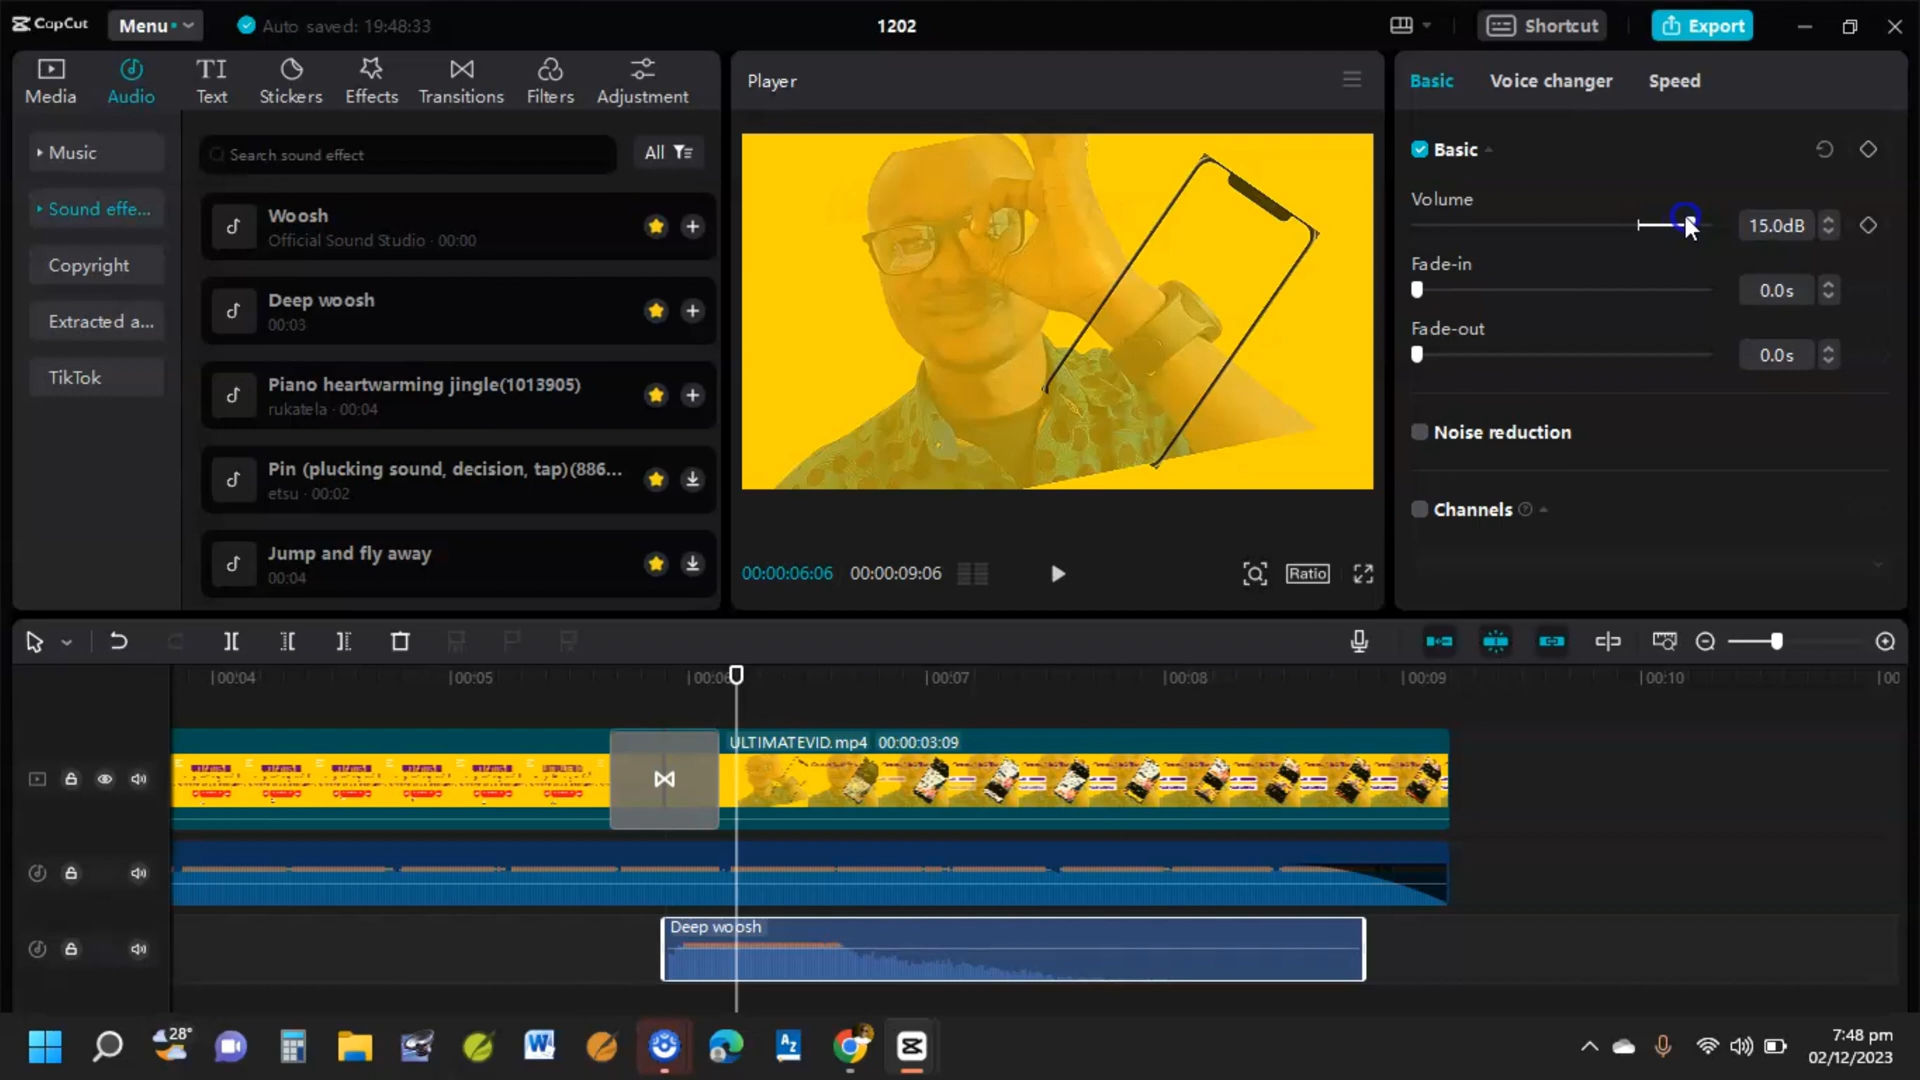 CapCut
Menu
Auto saved: 19:48:33
1202
Shortcut
Export
Media
Audio
TI
Text
Stickers
Effects
Transitions
Filters
Adjustment
Player
Basic
Voice changer
Speed
Music
Sound effe...
Copyright
Extracted a...
TikTok
Search sound effect
All
Woosh
Official Sound Studio · 00:00
Deep woosh
00:03
Piano heartwarming jingle(1013905)
rukatela · 00:04
Pin (plucking sound, decision, tap)(886...
etsu · 00:02
Jump and fly away
00:04
00:00:06:06
00:00:09:06
Ratio
Basic
Volume
15.0dB
Fade-in
0.0s
Fade-out
0.0s
Noise reduction
Channels
00:04
00:05
00:06
00:07
00:08
00:09
00:10
00
ULTIMATEVID.mp4 00:00:03:09
Deep woosh
28°
7:48 pm
02/12/2023